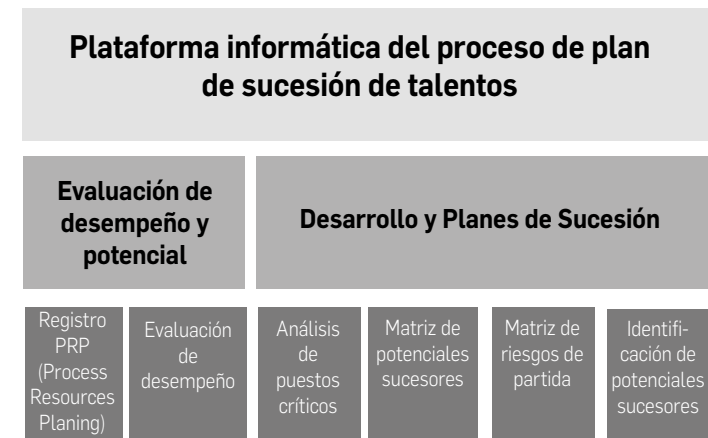 Plataforma informática del proceso de plan
de sucesión de talentos
Evaluación de
desempeño y
potencial
Desarrollo y Planes de Sucesión
Registro
PRP
(Process
Resources
Planing)
Evaluación
de
desempeño
Análisis
de
puestos
críticos
Matriz de
potenciales
sucesores
Matriz de
riesgos de
partida
Identifi-
cación de
potenciales
sucesores